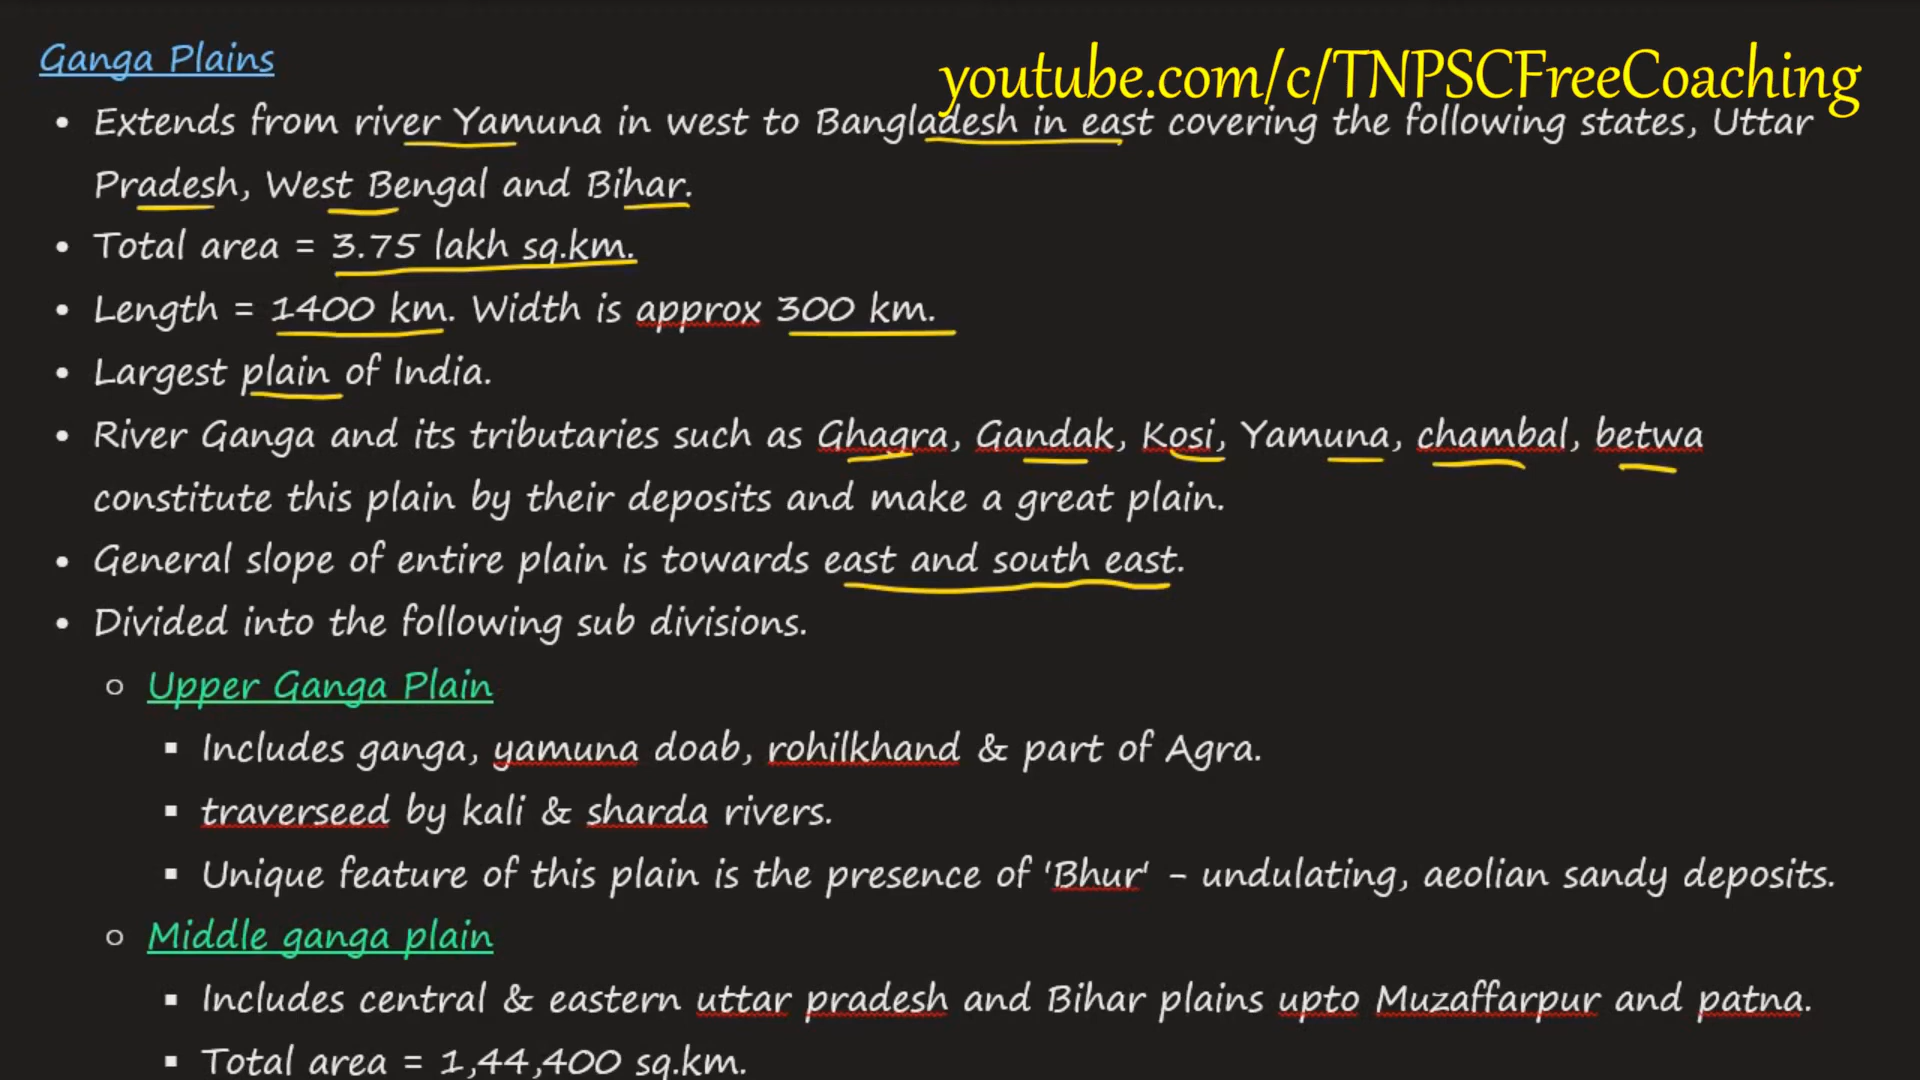 Ganga Plains
youtube.com/c/TNPSCFreeCoaching
• Extends from river Yamuna in west to Bangladesh in east covering the following states, Uttar
Pradesh, West Bengal and Bihar.
• Total area = 3.75 lakh sq.km.
• Length = 1400 km. Width is approx 300 km.
• Largest plain of India.
• River Ganga and its tributaries such as Ghagra, Gandak, Kosi, Yamuna, chambal, betwa
constitute this plain by their deposits and make a great plain.
• General slope of entire plain is towards east and south east.
• Divided into the following sub divisions.
○ Upper Ganga Plain
▪ Includes ganga, yamuna doab, rohilkhand & part of Agra.
▪ traverseed by kali & sharda rivers.
▪ Unique feature of this plain is the presence of 'Bhur' - undulating, aeolian sandy deposits.
○ Middle ganga plain
▪ Includes central & eastern uttar pradesh and Bihar plains upto Muzaffarpur and patna.
▪ Total area = 1,44,400 sq.km.